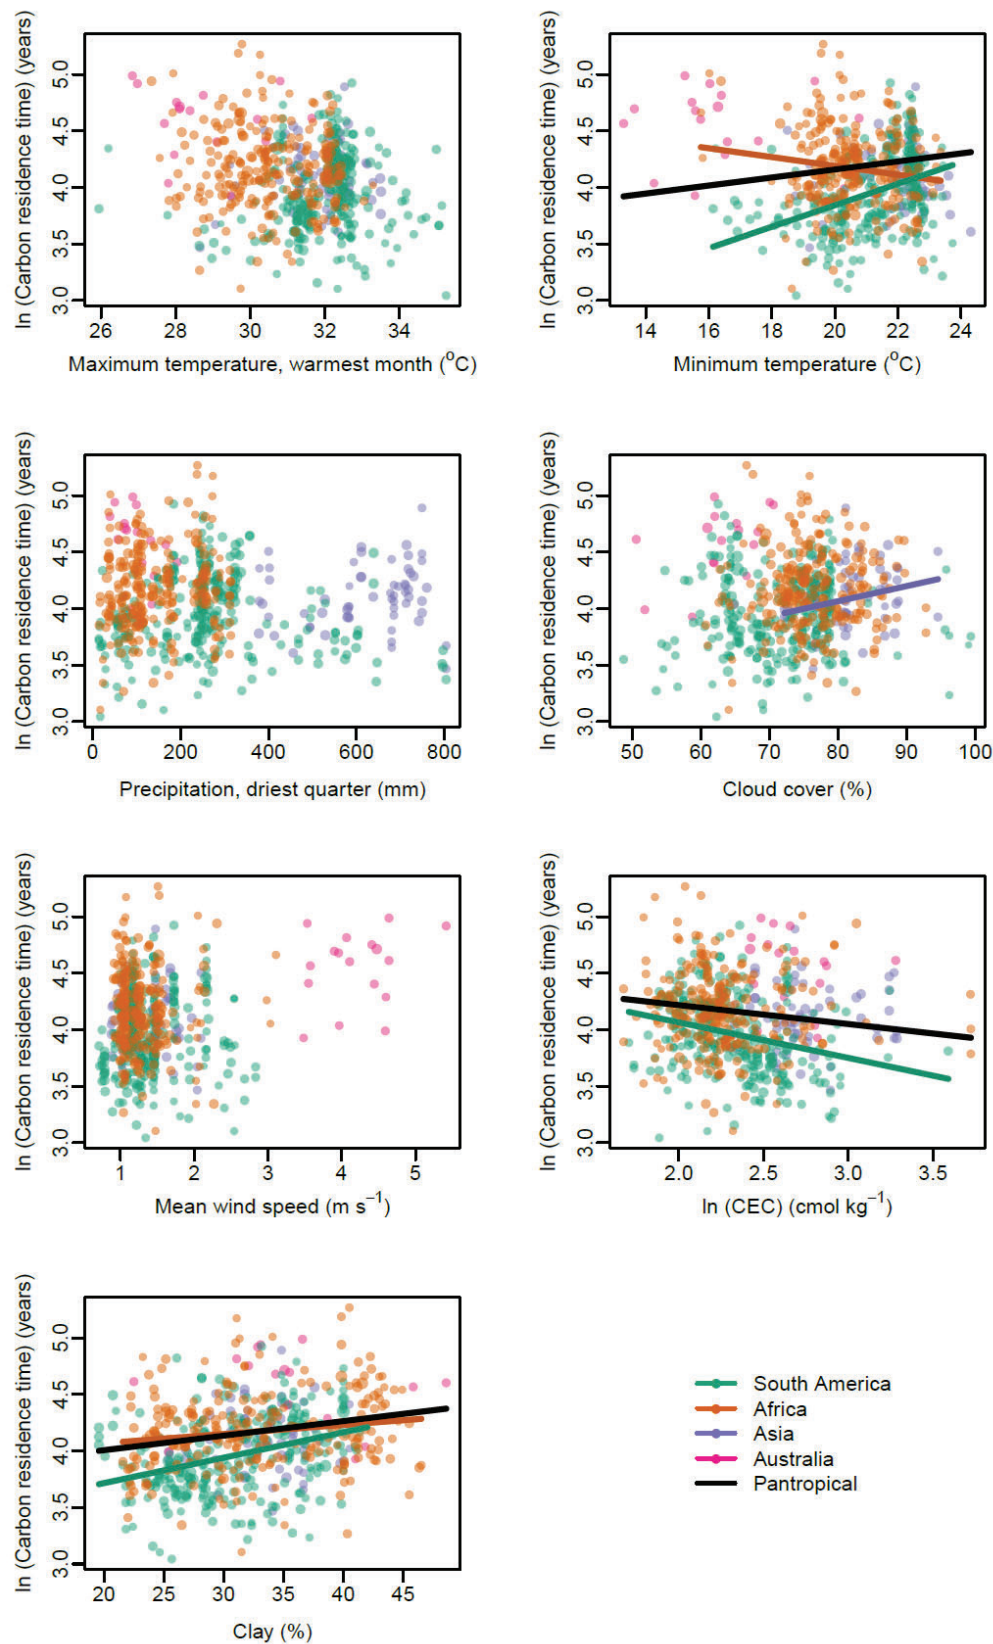 ln (Carbon residence time) (years)
3.0 3.5 4.0 4.5 5.0
26 28 30 32 34
Maximum temperature, warmest month (°C)
ln (Carbon residence time) (years)
3.0 3.5 4.0 4.5 5.0
14 16 18 20 22 24
Minimum temperature (°C)
ln (Carbon residence time) (years)
3.0 3.5 4.0 4.5 5.0
0 200 400 600 800
Precipitation, driest quarter (mm)
ln (Carbon residence time) (years)
3.0 3.5 4.0 4.5 5.0
50 60 70 80 90 100
Cloud cover (%)
ln (Carbon residence time) (years)
3.0 3.5 4.0 4.5 5.0
1 2 3 4 5
Mean wind speed (m s⁻¹)
ln (Carbon residence time) (years)
3.0 3.5 4.0 4.5 5.0
2.0 2.5 3.0 3.5
ln (CEC) (cmol kg⁻¹)
ln (Carbon residence time) (years)
3.0 3.5 4.0 4.5 5.0
20 25 30 35 40 45
Clay (%)
South America
Africa
Asia
Australia
Pantropical